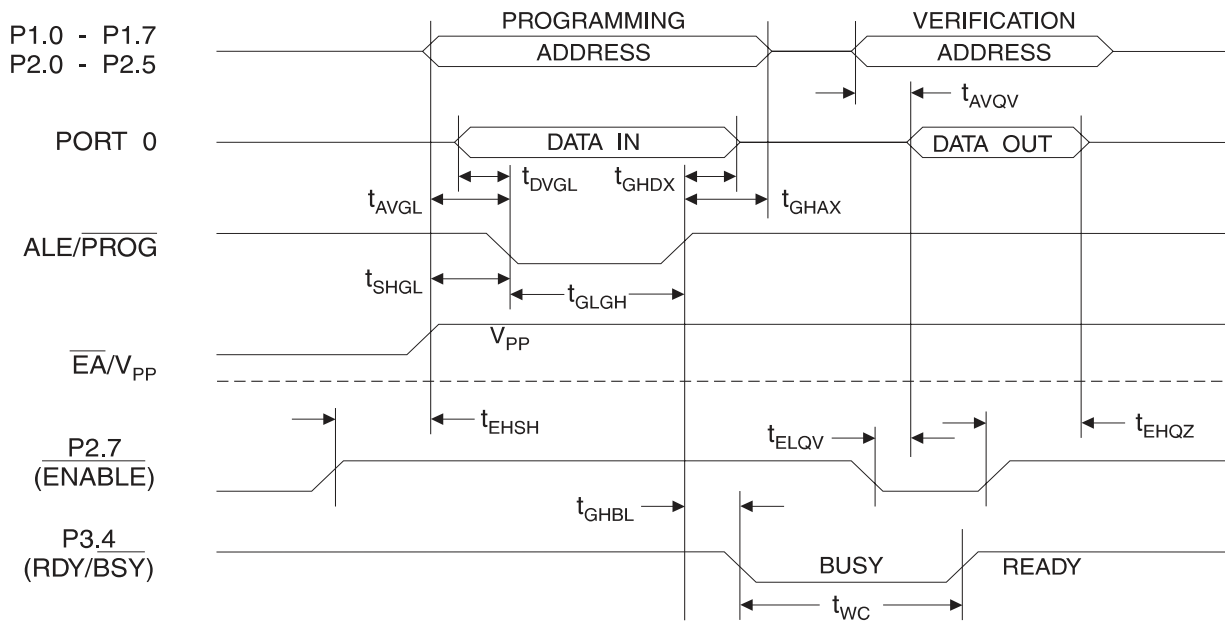 PROGRAMMING
VERIFICATION
P1.0 - P1.7
P2.0 - P2.5
ADDRESS
ADDRESS
tAVQV
PORT 0
DATA IN
DATA OUT
tDVGL
tGHDX
tAVGL
tGHAX
ALE/PROG
tSHGL
tGLGH
VPP
EA/VPP
tEHSH
tELQV
tEHQZ
P2.7
(ENABLE)
tGHBL
P3.4
(RDY/BSY)
BUSY
READY
tWC